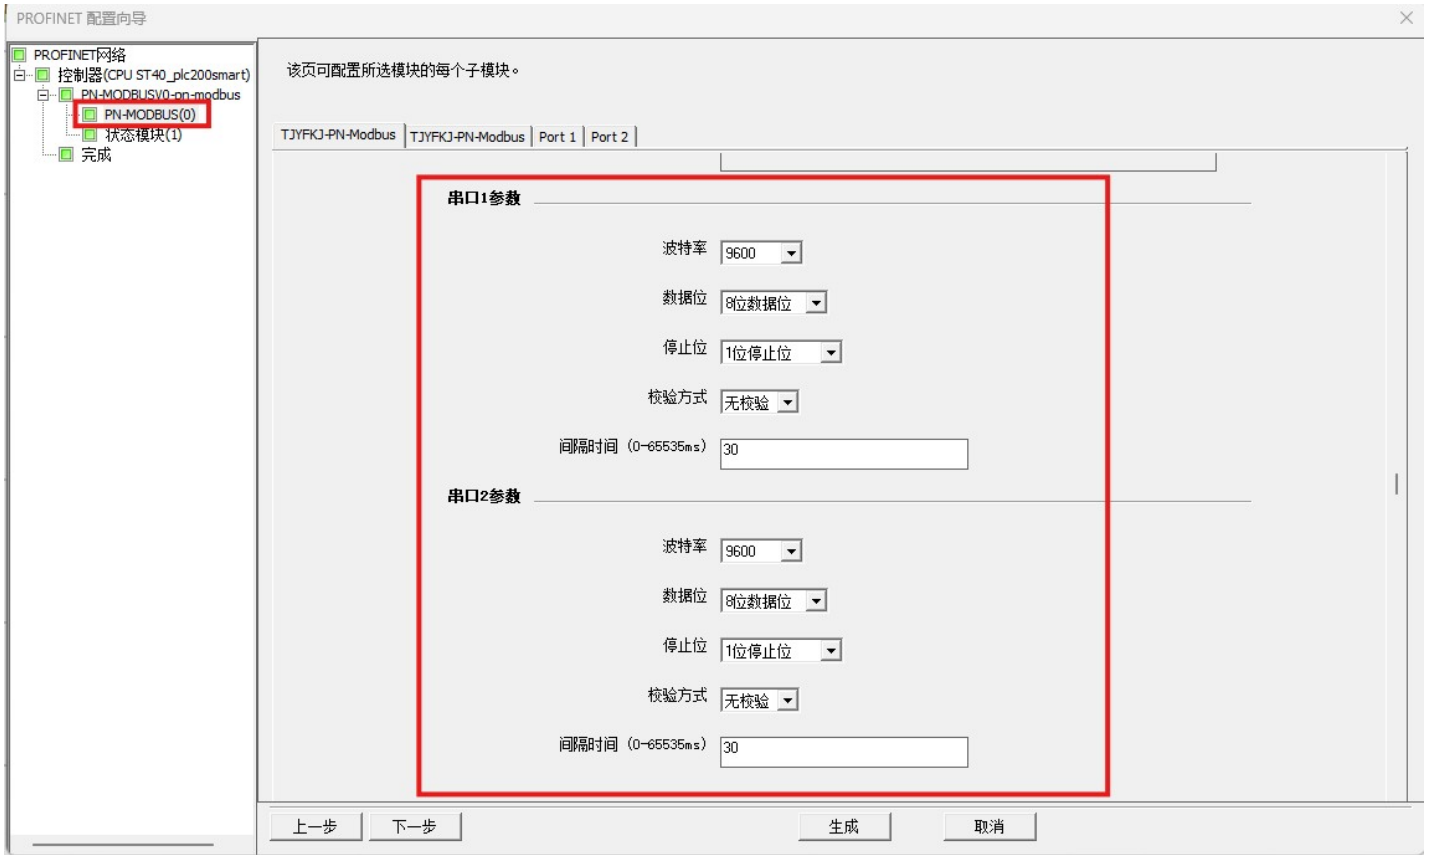 PROFINET 配置向导
PROFINET网络
控制器(CPU ST40_plc200smart)
PN-MODBUSV0-pn-modbus
PN-MODBUS(0)
状态模块(1)
完成
该页可配置所选模块的每个子模块。
TJYFKJ-PN-Modbus TJYFKJ-PN-Modbus Port 1 Port 2
串口1参数
波特率 9600
数据位 8位数据位
停止位 1位停止位
校验方式 无校验
间隔时间 (0-65535ms) 30
串口2参数
波特率 9600
数据位 8位数据位
停止位 1位停止位
校验方式 无校验
间隔时间 (0-65535ms) 30
上一步 下一步 生成 取消